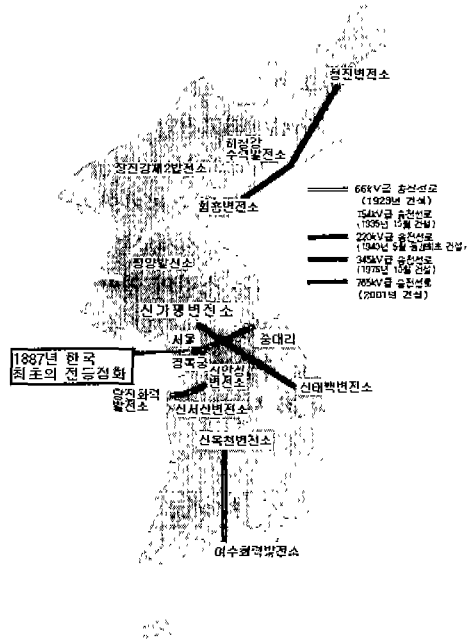 청진변전소
허천강
수력발전소
장진강제2발전소
함흥변전소
66kV급 송전선로
(1923년 건설)
154kV급 송전선로
(1935년 10월 건설)
220kV급 송전선로
345kV급 송전선로
(1976년 10월 건설)
765kV급 송전선로
(2001년 건설)
평양변전소
신가평변전소
서울
중대리
1887년 한국
최초의 전등점화
경복궁
신안성
변전소
신태백변전소
당진화력
발전소
신서산변전소
신옥천변전소
여수화력발전소